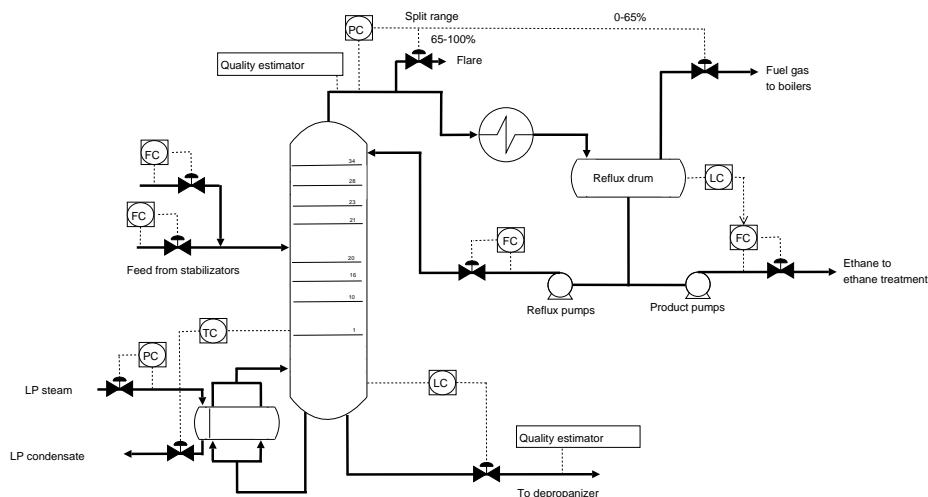 Split range
0-65%
PC
65-100%
Flare
Quality estimator
Fuel gas
to boilers
FC
34
28
23
21
20
16
10
1
Reflux drum
LC
FC
FC
FC
Feed from stabilizators
Ethane to
ethane treatment
Reflux pumps
Product pumps
TC
PC
LC
LP steam
Quality estimator
LP condensate
To depropanizer